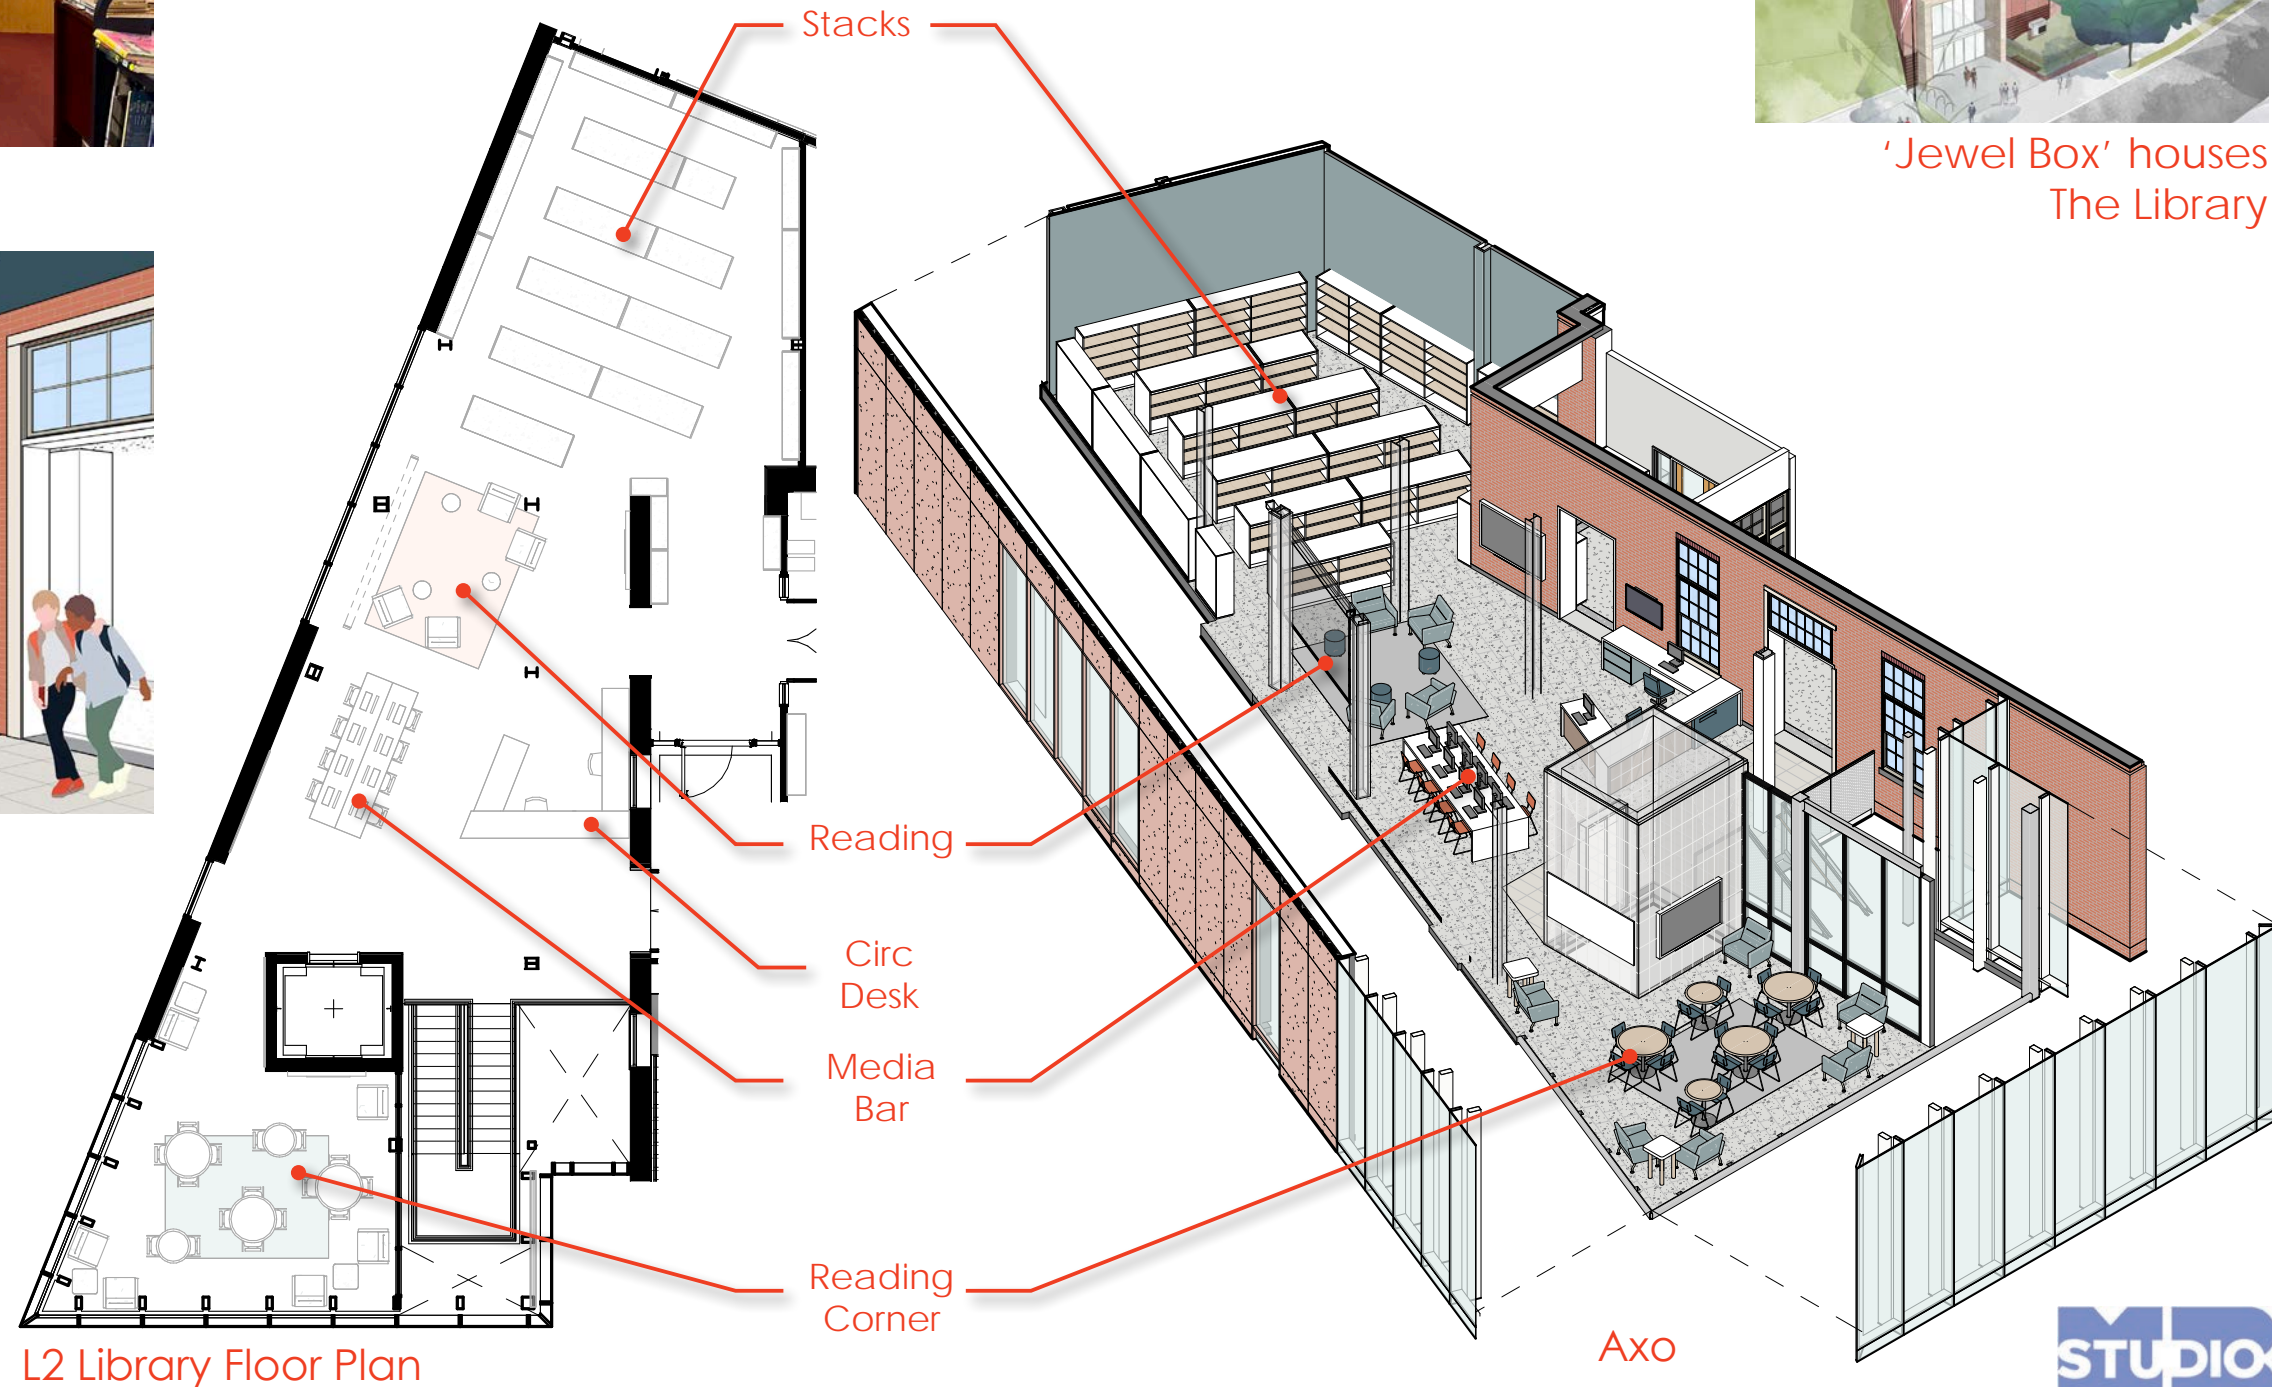 Stacks
'Jewel Box' houses
The Library
Reading
Circ
Desk
Media
Bar
Reading
Corner
L2 Library Floor Plan
Axo
STUDIO